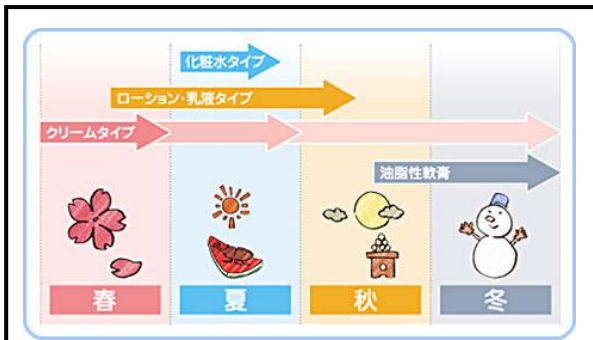 化粧水タイプ
ローション・乳液タイプ
クリームタイプ
油脂性軟膏
春 夏 秋 冬